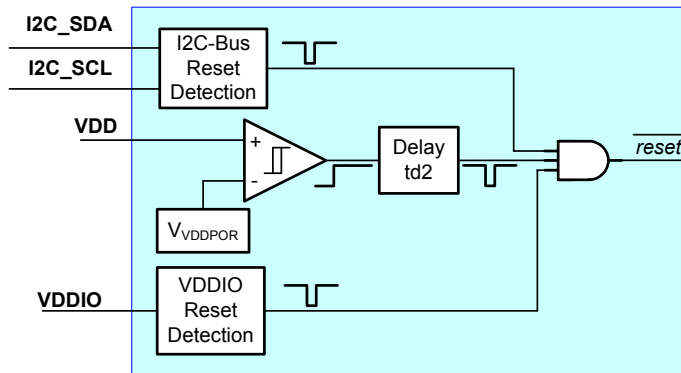 I2C_SDA
I2C-Bus
Reset
Detection
I2C_SCL
VDD
+
-
Delay
td2
reset
VVDDPOR
VDDIO
VDDIO
Reset
Detection